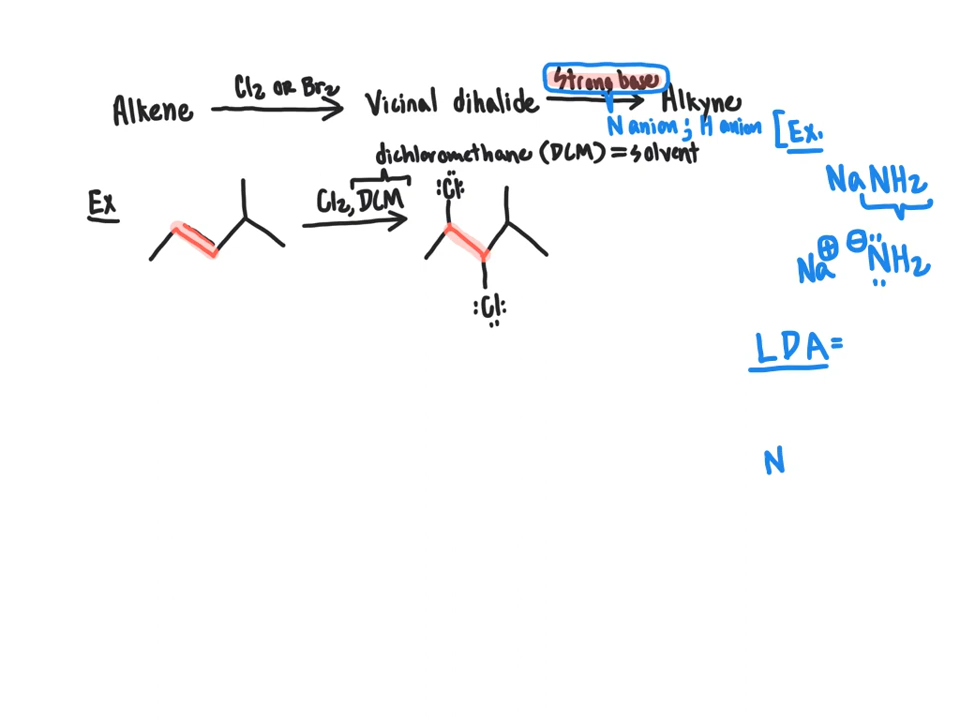 Alkene Cl2 OR Br2 Vicinal dihalide Strong base Alkyne
N anion ; H anion [Ex.
dichloromethane (DCM) = solvent
NaNH2
Ex Cl2, DCM :Cl:
Na⊕ ⊖NH2
:Cl:
LDA =
N